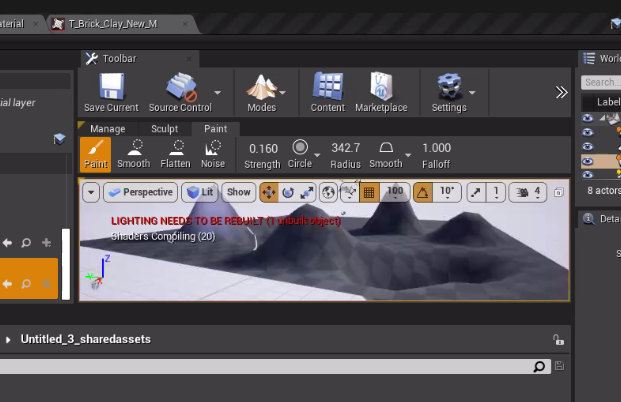 aterial
T_Brick_Clay_New_M
Toolbar
Save Current
Source Control
Modes
Content
Marketplace
Settings
Manage
Sculpt
Paint
Paint
Smooth
Flatten
Noise
0.160
Strength
Circle
342.7
Radius
Smooth
1.000
Falloff
Perspective
Lit
Show
100
10°
1
4
LIGHTING NEEDS TO BE REBUILT (1 unbuilt object)
Shaders Compiling (20)
Z
Untitled_3_sharedassets
ial layer
Worl
Search...
Label
8 actors
Detai
S